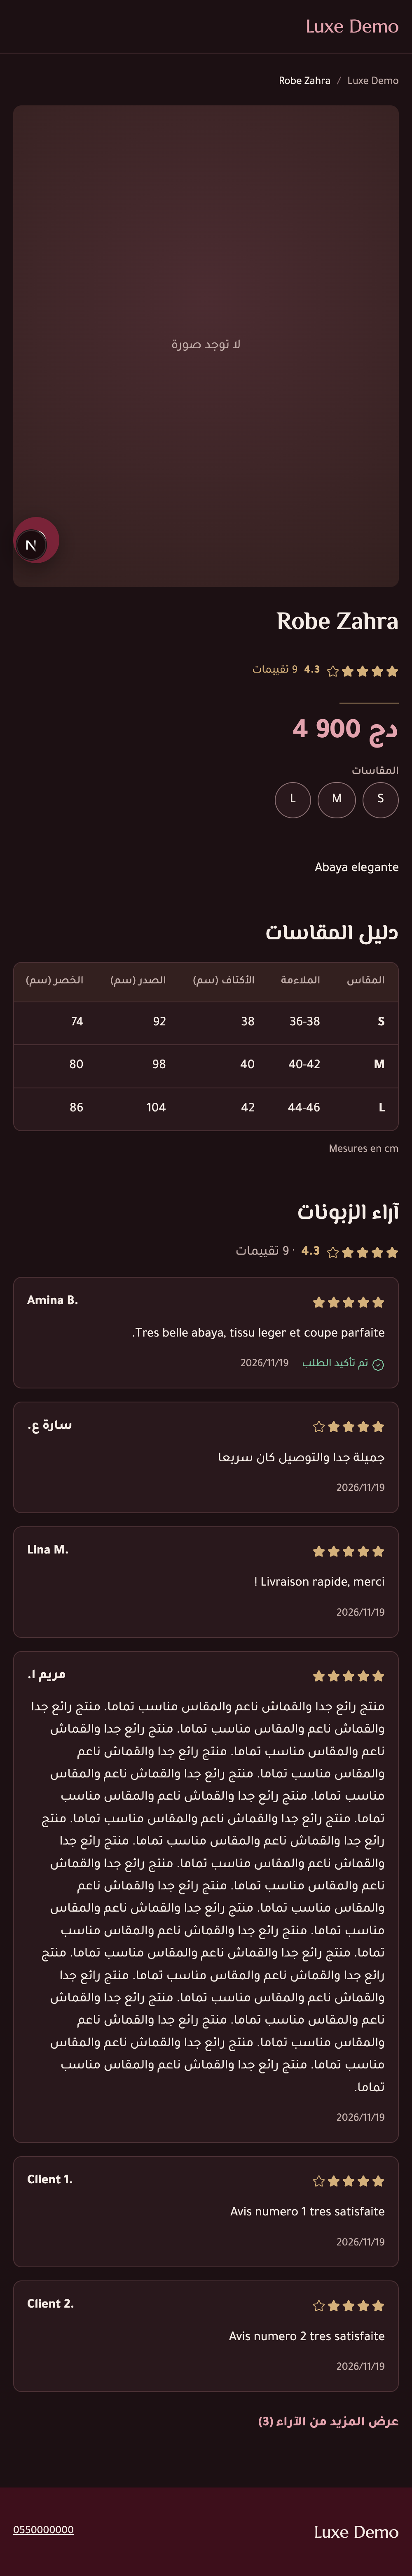 Luxe Demo
Luxe Demo / Robe Zahra
لا توجد صورة
N
Robe Zahra
4.3 9 تقييمات
4 900 دج
المقاسات
S M L
Abaya elegante
دليل المقاسات
المقاس الملاءمة الأكتاف (سم) الصدر (سم) الخصر (سم)
S 36-38 38 92 74
M 40-42 40 98 80
L 44-46 42 104 86
Mesures en cm
آراء الزبونات
4.3 · 9 تقييمات
Amina B.
Tres belle abaya, tissu leger et coupe parfaite.
تم تأكيد الطلب 2026/11/19
سارة ع.
جميلة جدا والتوصيل كان سريعا
2026/11/19
Lina M.
Livraison rapide, merci !
2026/11/19
مريم ا.
منتج رائع جدا والقماش ناعم والمقاس مناسب تماما. منتج رائع جدا
والقماش ناعم والمقاس مناسب تماما. منتج رائع جدا والقماش
ناعم والمقاس مناسب تماما. منتج رائع جدا والقماش ناعم
والمقاس مناسب تماما. منتج رائع جدا والقماش ناعم والمقاس
مناسب تماما. منتج رائع جدا والقماش ناعم والمقاس مناسب
تماما. منتج رائع جدا والقماش ناعم والمقاس مناسب تماما. منتج
رائع جدا والقماش ناعم والمقاس مناسب تماما. منتج رائع جدا
والقماش ناعم والمقاس مناسب تماما. منتج رائع جدا والقماش
ناعم والمقاس مناسب تماما. منتج رائع جدا والقماش ناعم
والمقاس مناسب تماما. منتج رائع جدا والقماش ناعم والمقاس
مناسب تماما. منتج رائع جدا والقماش ناعم والمقاس مناسب
تماما. منتج رائع جدا والقماش ناعم والمقاس مناسب تماما. منتج
رائع جدا والقماش ناعم والمقاس مناسب تماما. منتج رائع جدا
والقماش ناعم والمقاس مناسب تماما. منتج رائع جدا والقماش
ناعم والمقاس مناسب تماما. منتج رائع جدا والقماش ناعم
والمقاس مناسب تماما. منتج رائع جدا والقماش ناعم والمقاس
مناسب تماما. منتج رائع جدا والقماش ناعم والمقاس مناسب
تماما.
2026/11/19
Client 1.
Avis numero 1 tres satisfaite
2026/11/19
Client 2.
Avis numero 2 tres satisfaite
2026/11/19
عرض المزيد من الآراء (3)
Luxe Demo
0550000000